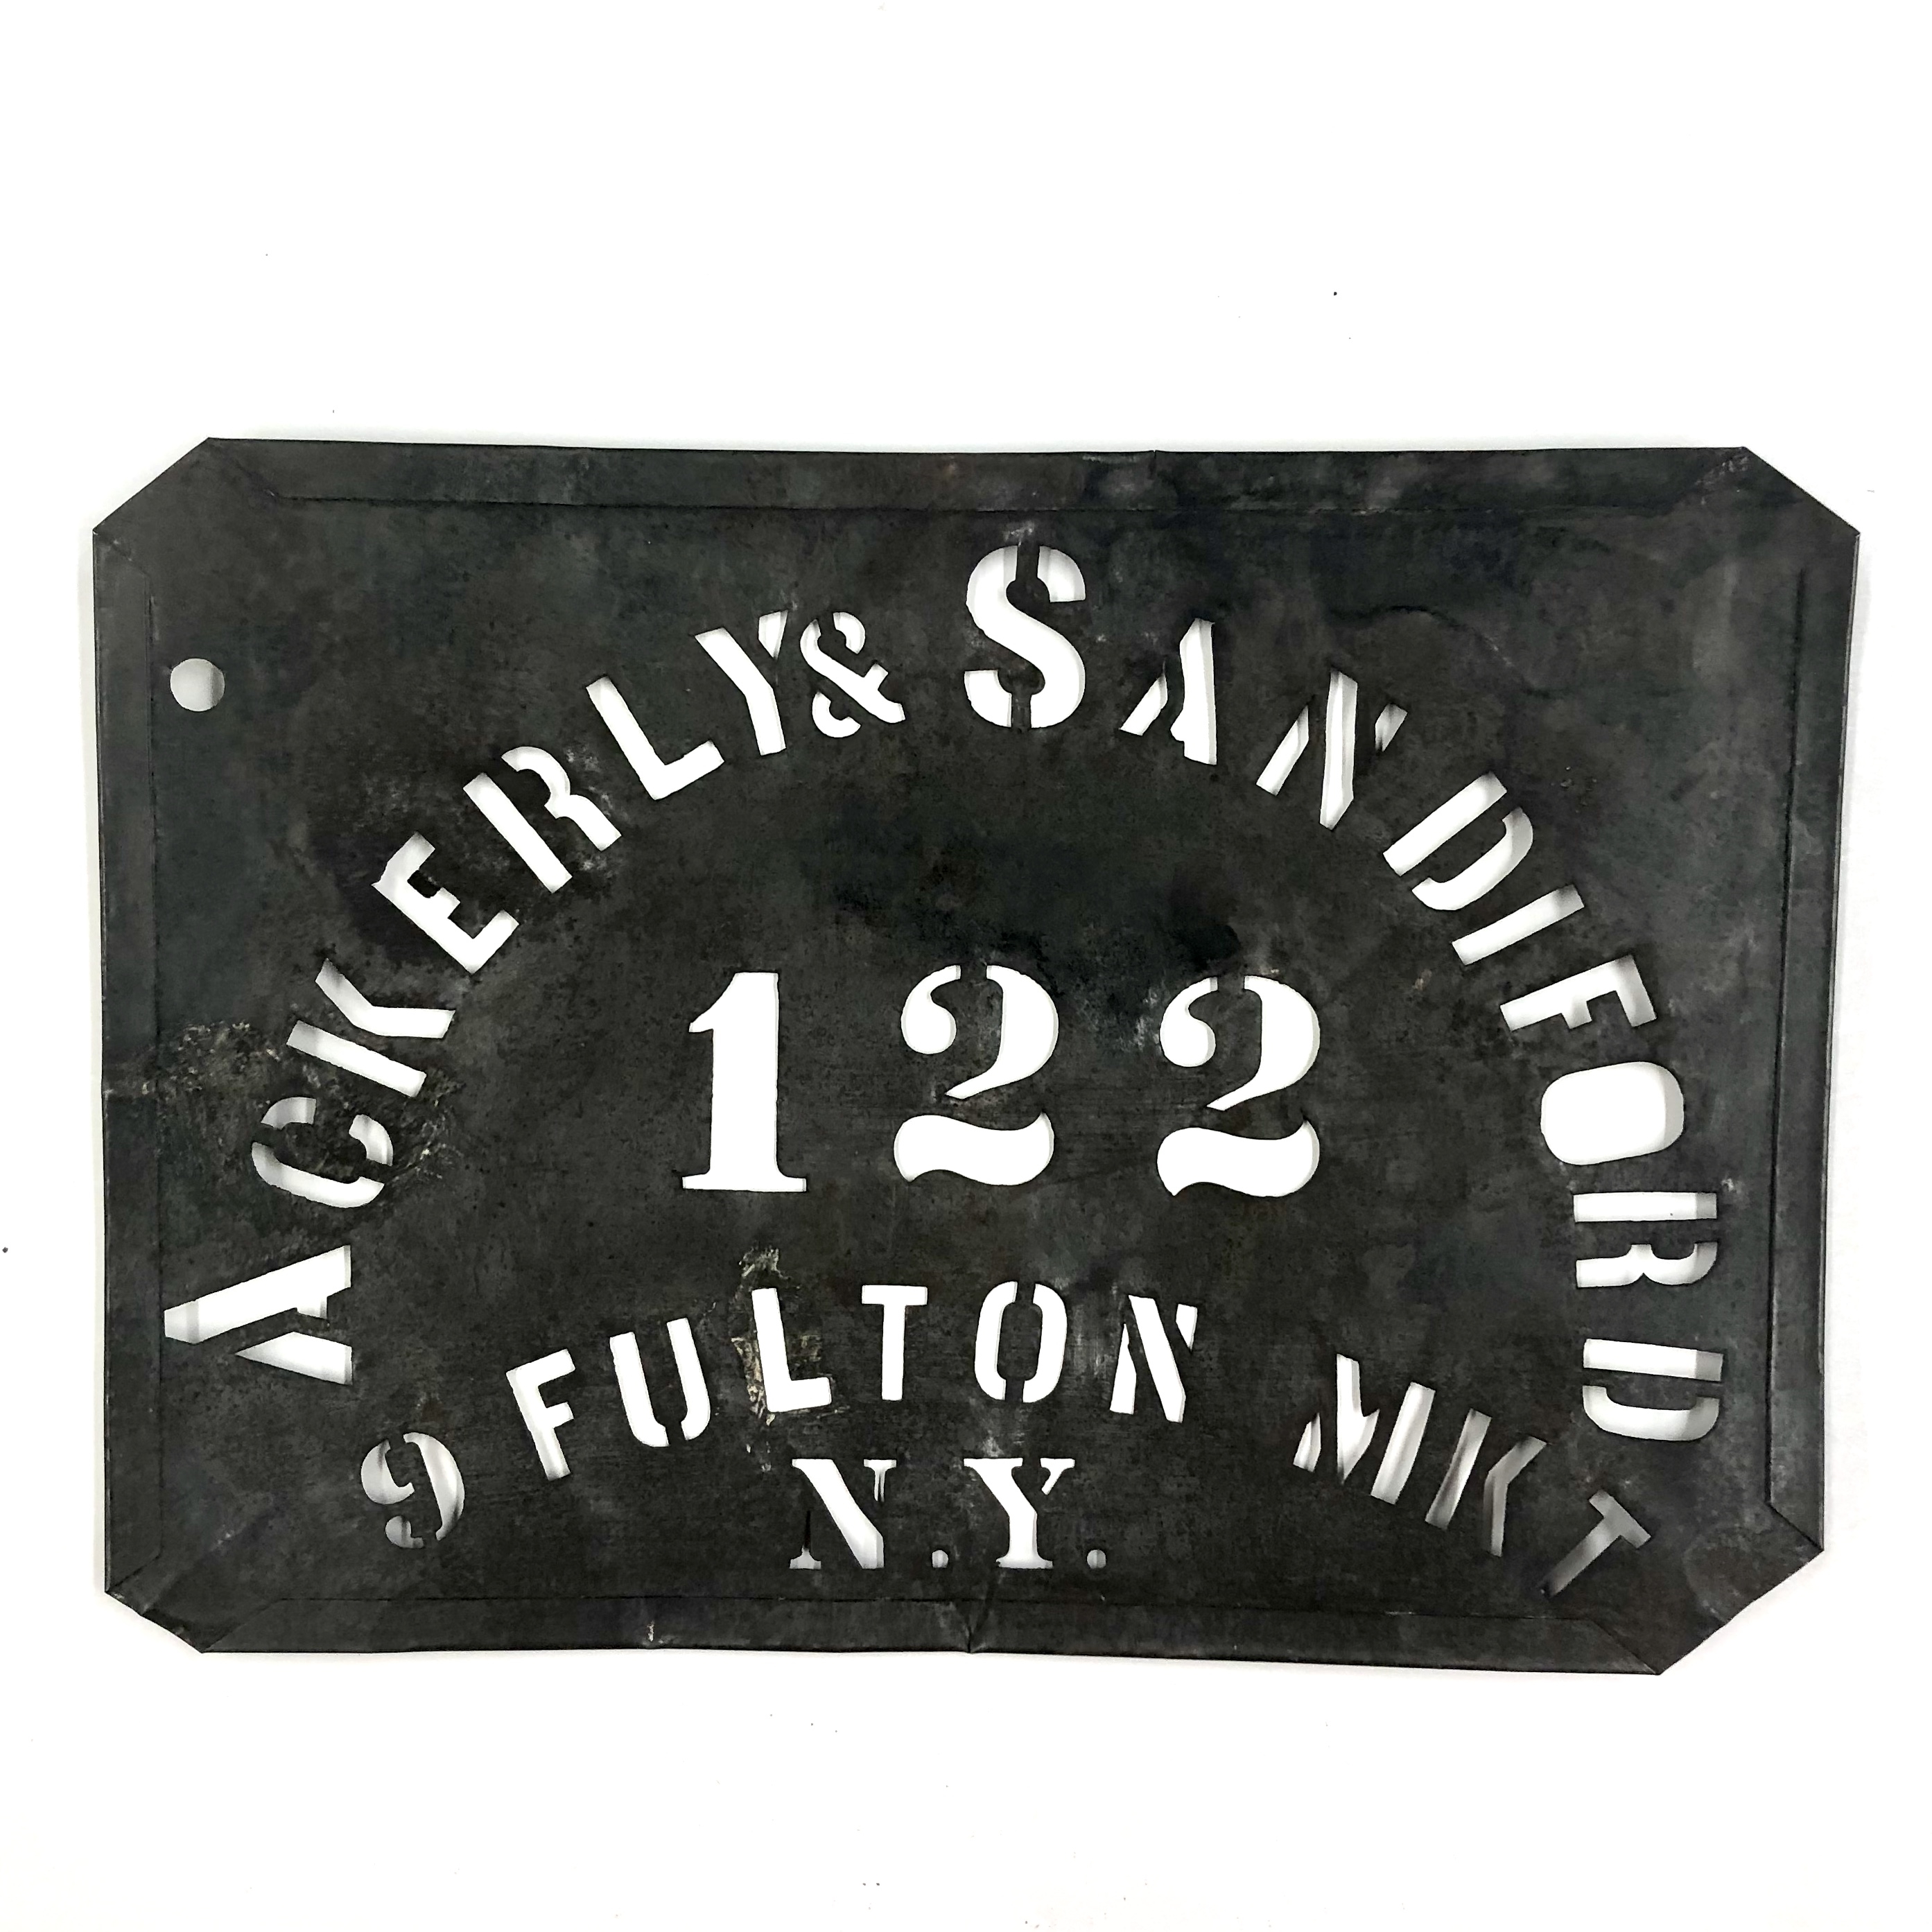 ACKERLY & SANDIFORD
122
9 FULTON MKT
N.Y.